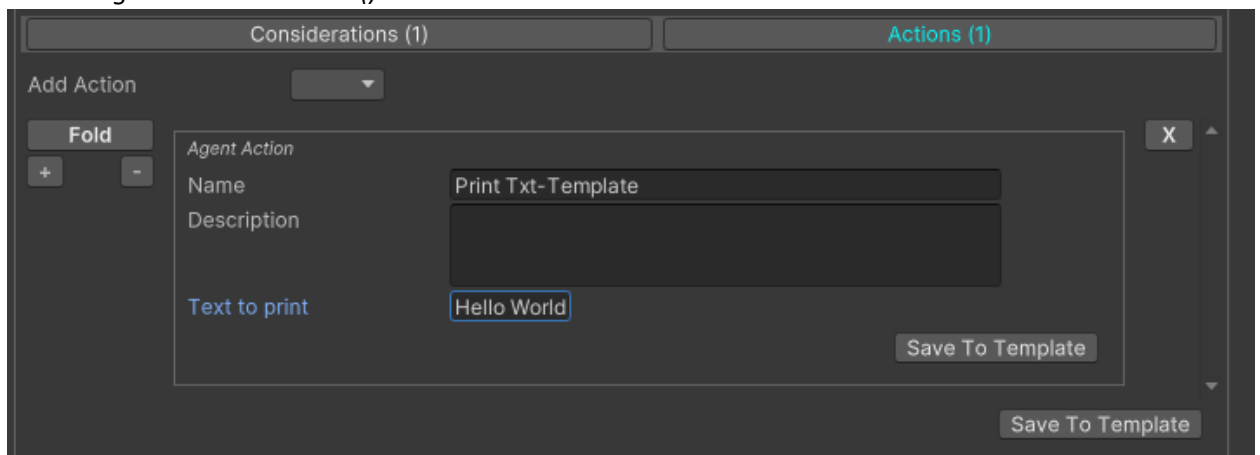 Considerations (1) Actions (1)
Add Action
Fold X
Agent Action
+ -
Name Print Txt-Template
Description
Text to print Hello World
Save To Template
Save To Template